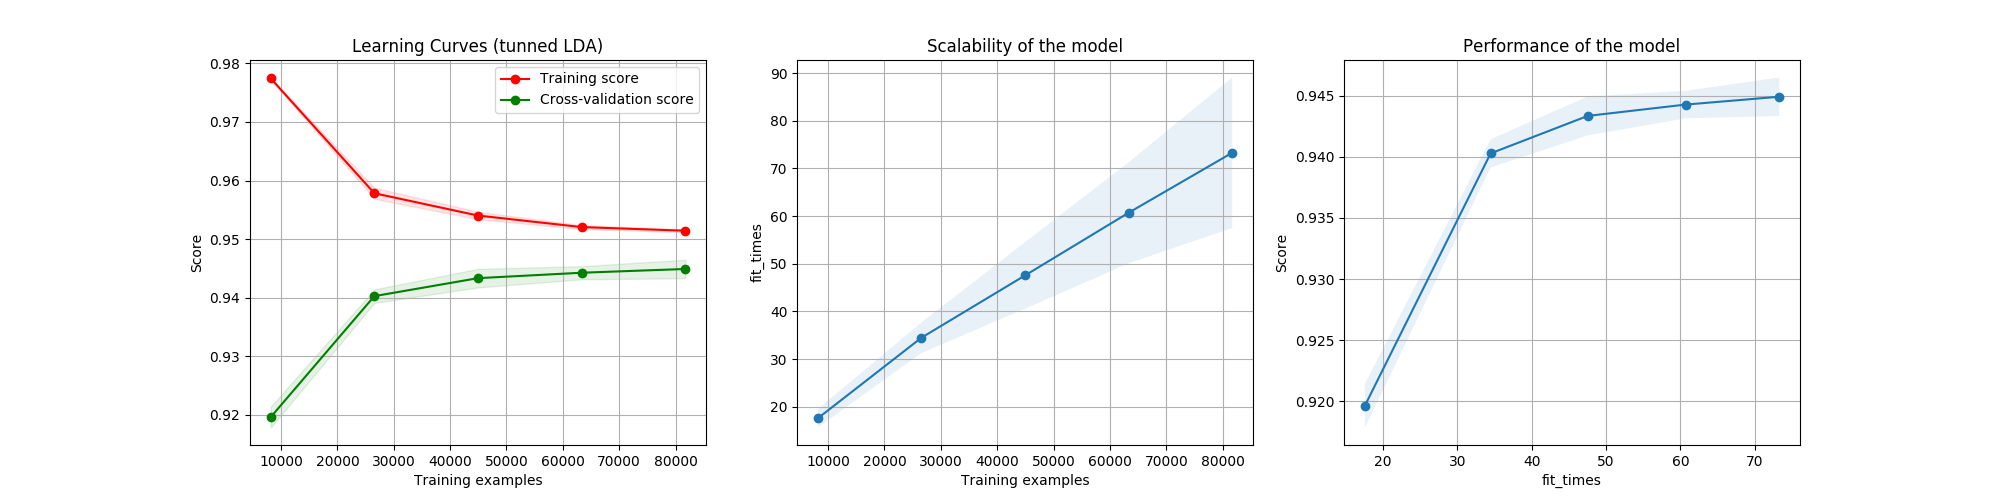 Learning Curves (tunned LDA)
0.98
0.97
0.96
0.95
0.94
0.93
0.92
Score
Training score
Cross-validation score
10000 20000 30000 40000 50000 60000 70000 80000
Training examples
Scalability of the model
90
80
70
60
50
40
30
20
fit_times
10000 20000 30000 40000 50000 60000 70000 80000
Training examples
Performance of the model
0.945
0.940
0.935
0.930
0.925
0.920
Score
20 30 40 50 60 70
fit_times